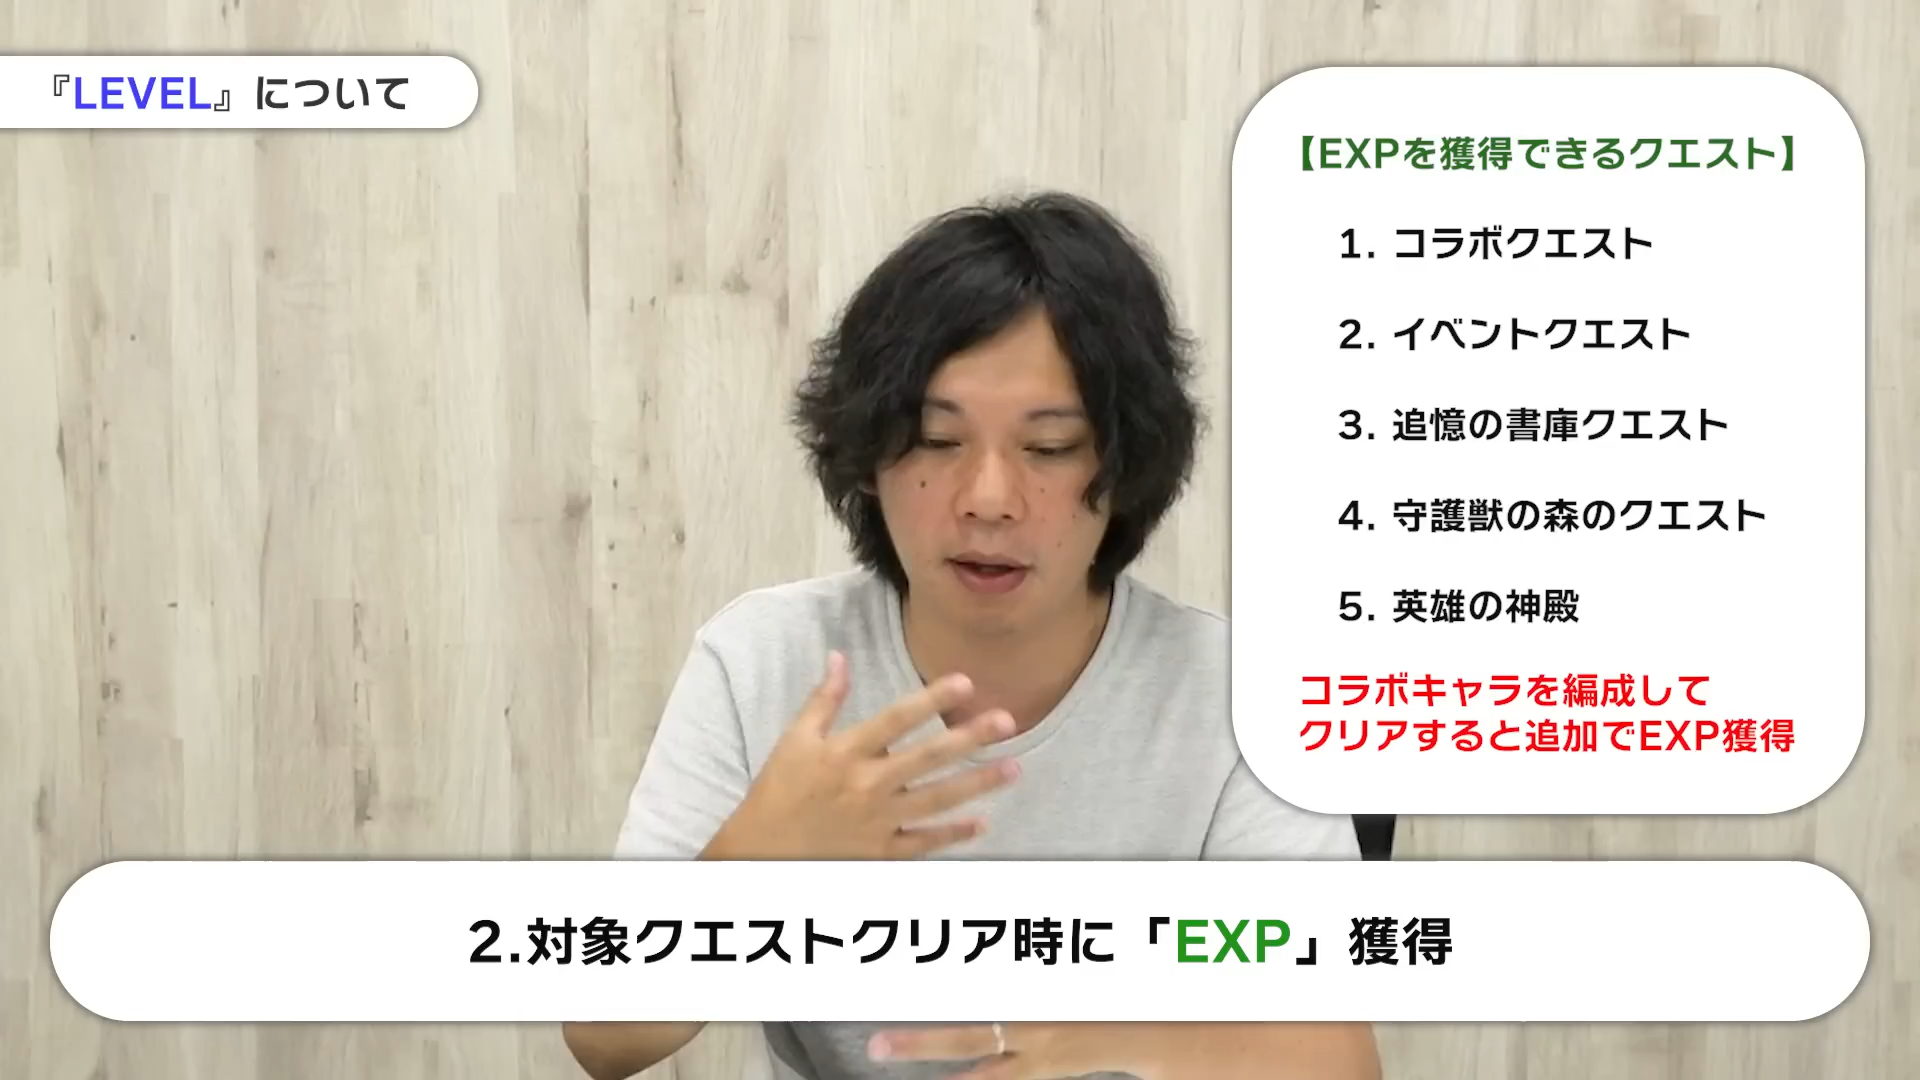 『LEVEL』について
【EXPを獲得できるクエスト】
1. コラボクエスト
2. イベントクエスト
3. 追憶の書庫クエスト
4. 守護獣の森のクエスト
5. 英雄の神殿
コラボキャラを編成して
クリアすると追加でEXP獲得
2.対象クエストクリア時に「EXP」獲得